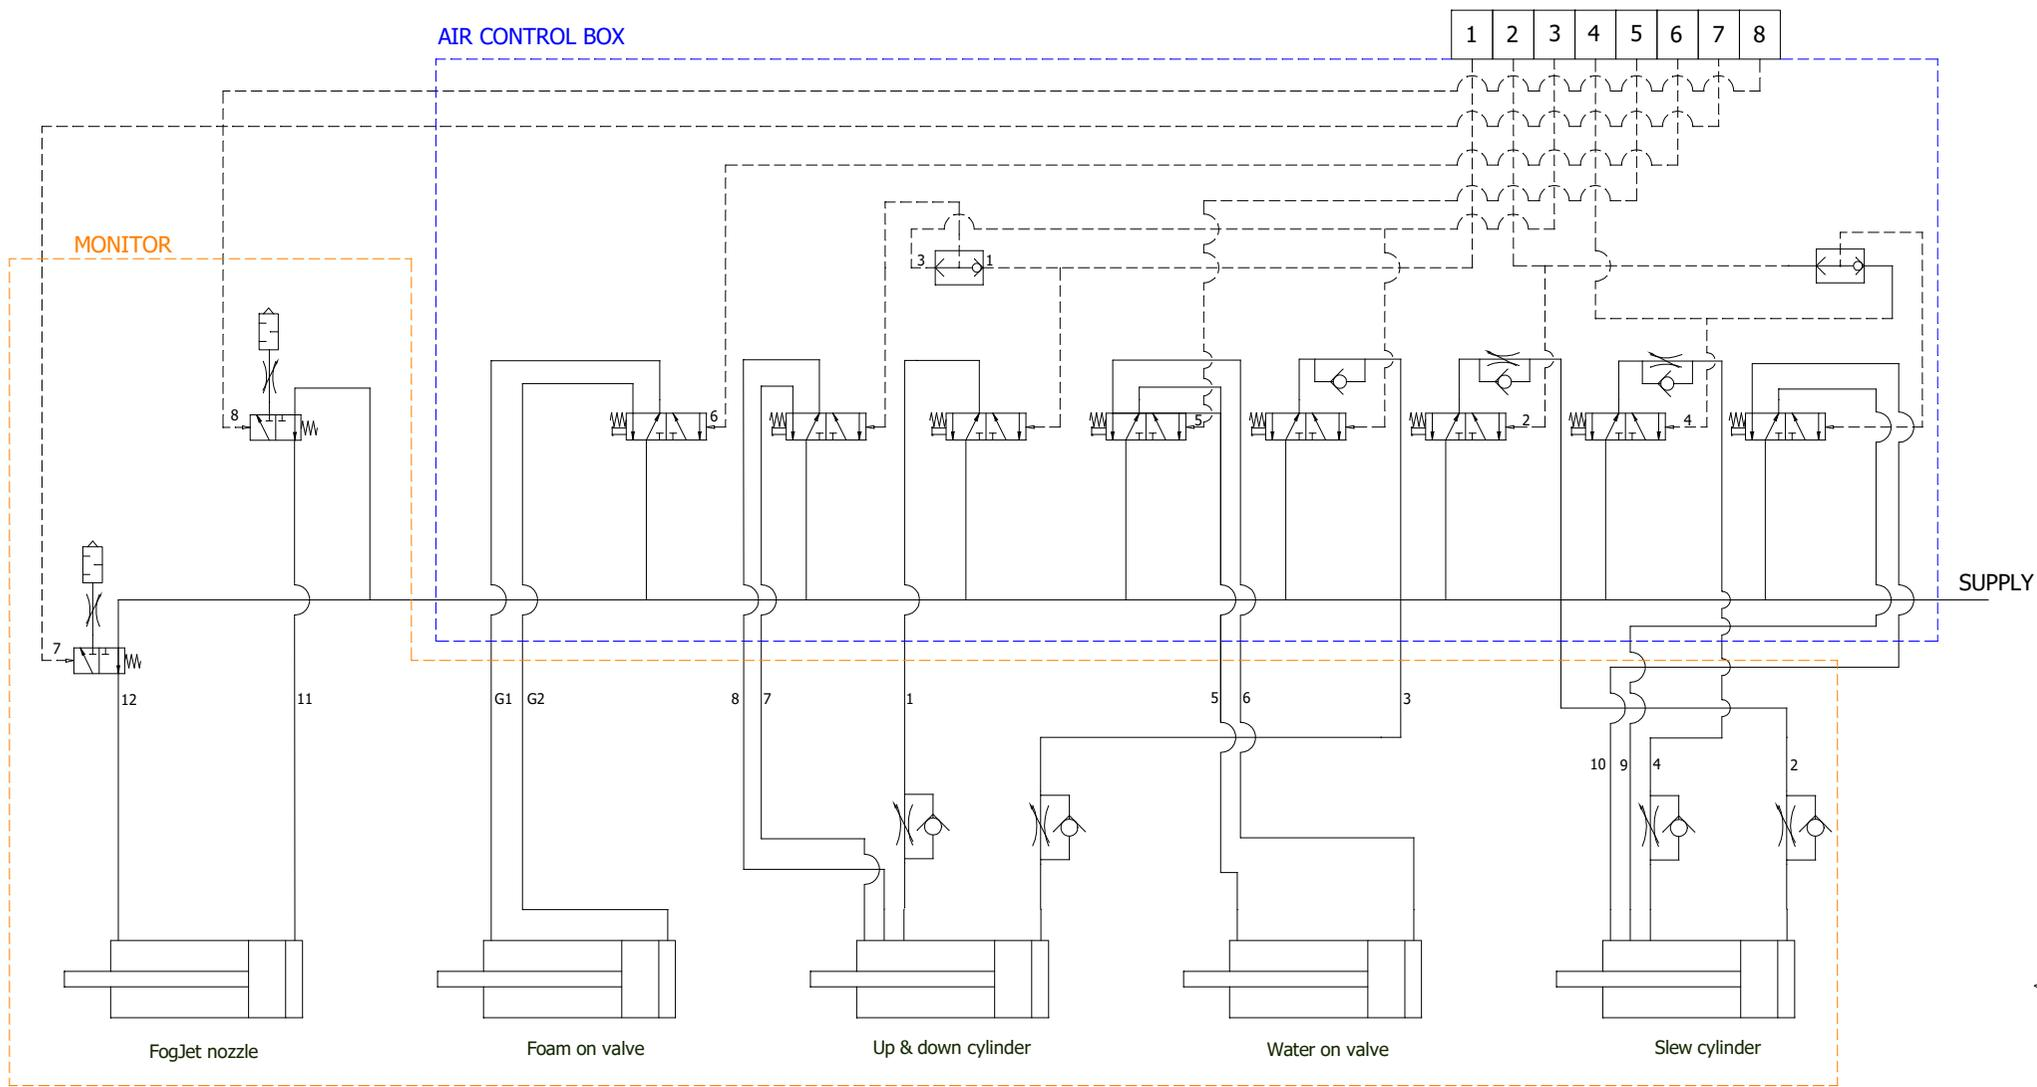 AIR CONTROL BOX
1 2 3 4 5 6 7 8
MONITOR
3 1
8
6
5
2
4
SUPPLY
7
12 11 G1 G2 8 7 1 5 6 3
10 9 4 2
FogJet nozzle
Foam on valve
Up & down cylinder
Water on valve
Slew cylinder